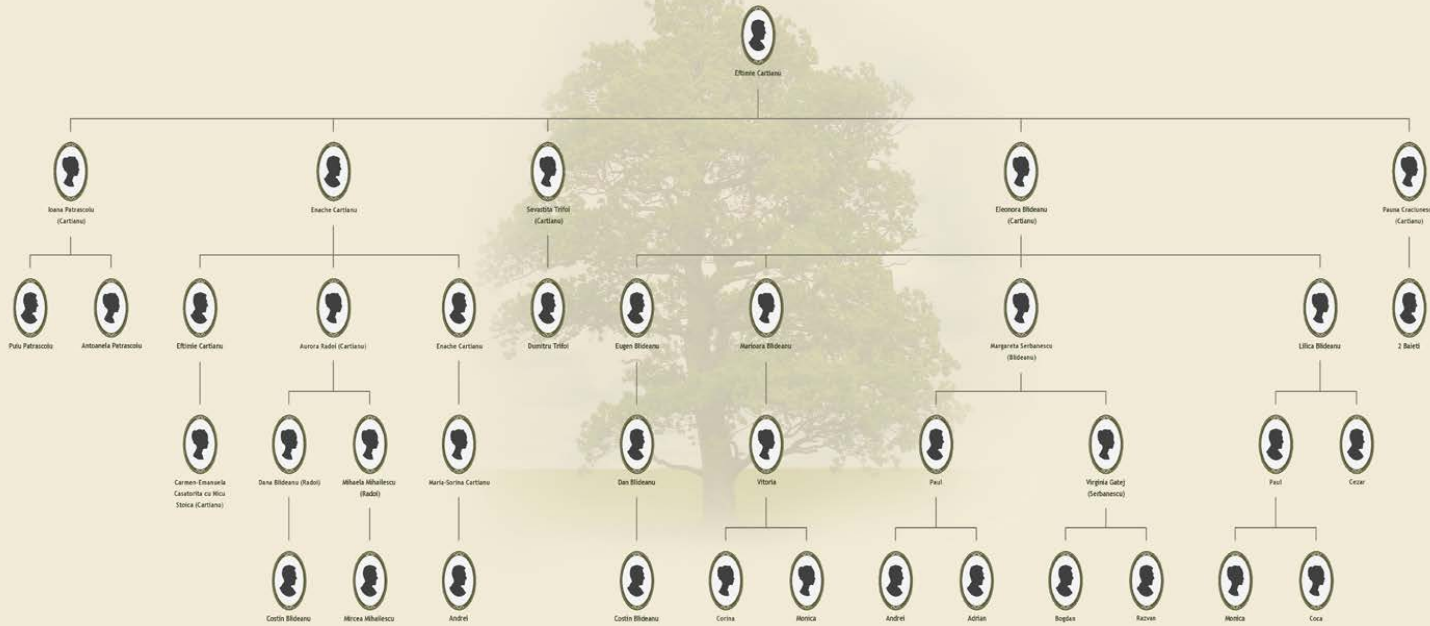 Eftimie Cartianu
Ioana Patrascoiu
(Cartianu)
Enache Cartianu
Sevastita Trifoi
(Cartianu)
Eleonora Blideanu
(Cartianu)
Pauna Craciunesc
(Cartianu)
Puiu Patrascoiu
Antoanela Patrascoiu
Eftimie Cartianu
Aurora Radoi (Cartianu)
Enache Cartianu
Dumitru Trifoi
Eugen Blideanu
Marioara Blideanu
Margareta Serbanescu
(Blideanu)
Lilica Blideanu
2 Baieti
Carmen-Emanuela
Casatorita cu Nicu
Stoica (Cartianu)
Dana Blideanu (Radoi)
Mihaela Mihailescu
(Radoi)
Maria-Sorina Cartianu
Dan Blideanu
Vitoria
Paul
Virginia Gatej
(Serbanescu)
Paul
Cezar
Costin Blideanu
Mircea Mihailescu
Andrei
Costin Blideanu
Corina
Monica
Andrei
Adrian
Bogdan
Razvan
Monica
Coca